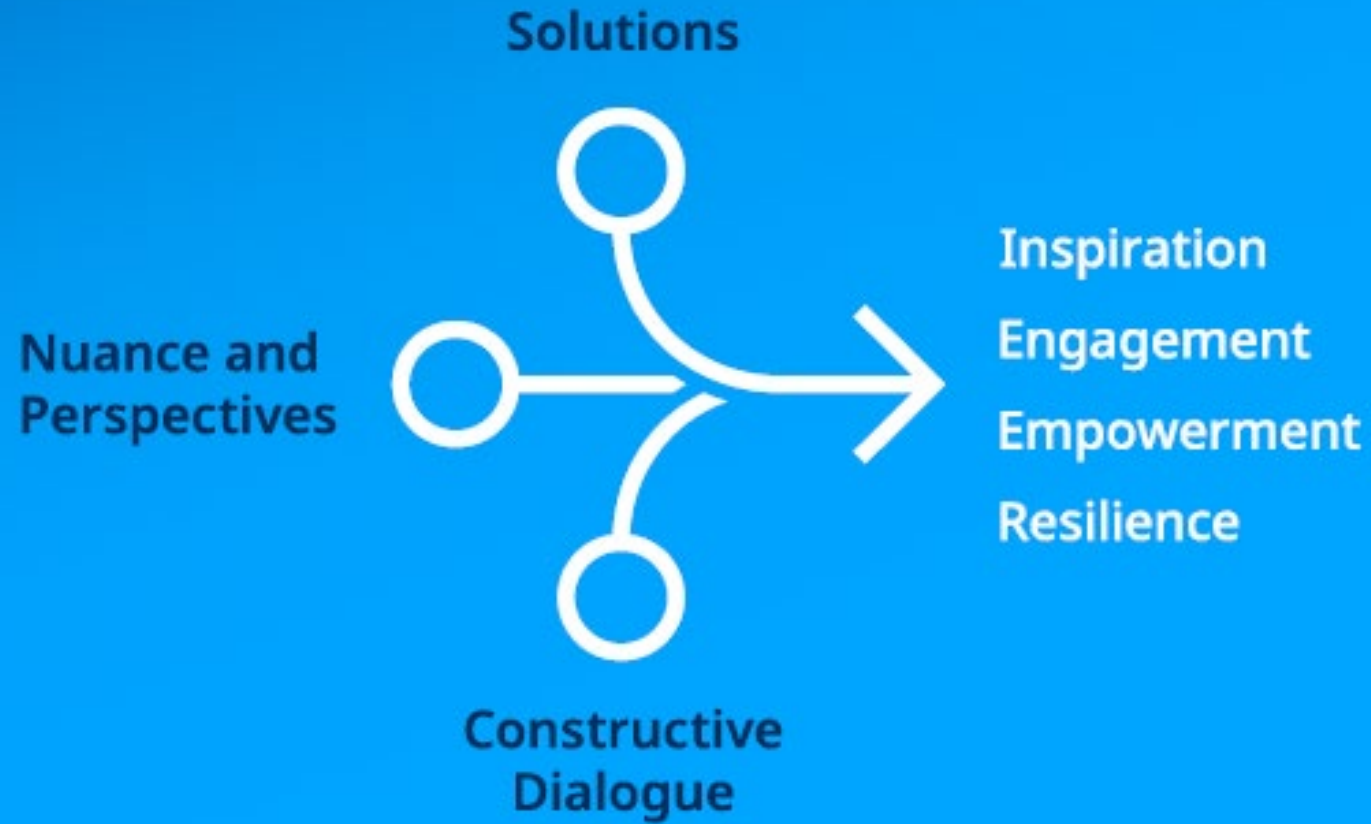 Solutions
Nuance and
Perspectives
Constructive
Dialogue
Inspiration
Engagement
Empowerment
Resilience